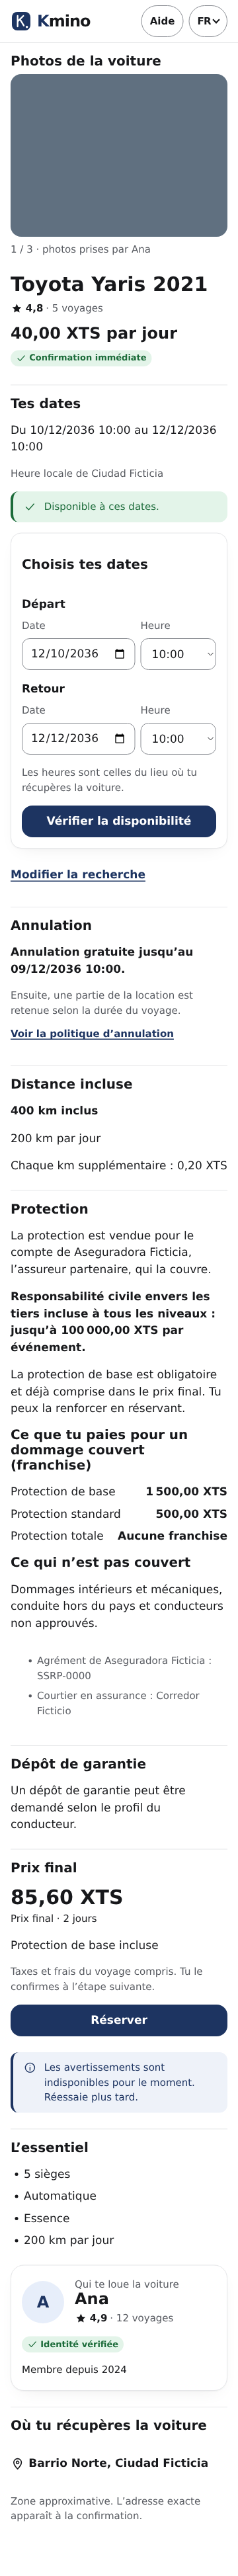 Kmino
Aide
FR
Photos de la voiture
1 / 3 · photos prises par Ana
Toyota Yaris 2021
4,8 · 5 voyages
40,00 XTS par jour
Confirmation immédiate
Tes dates
Du 10/12/2036 10:00 au 12/12/2036
10:00
Heure locale de Ciudad Ficticia
Disponible à ces dates.
Choisis tes dates
Départ
Date
Heure
12/10/2036
10:00
Retour
Date
Heure
12/12/2036
10:00
Les heures sont celles du lieu où tu
récupères la voiture.
Vérifier la disponibilité
Modifier la recherche
Annulation
Annulation gratuite jusqu’au
09/12/2036 10:00.
Ensuite, une partie de la location est
retenue selon la durée du voyage.
Voir la politique d’annulation
Distance incluse
400 km inclus
200 km par jour
Chaque km supplémentaire : 0,20 XTS
Protection
La protection est vendue pour le
compte de Aseguradora Ficticia,
l’assureur partenaire, qui la couvre.
Responsabilité civile envers les
tiers incluse à tous les niveaux :
jusqu’à 100 000,00 XTS par
événement.
La protection de base est obligatoire
et déjà comprise dans le prix final. Tu
peux la renforcer en réservant.
Ce que tu paies pour un
dommage couvert
(franchise)
Protection de base 1 500,00 XTS
Protection standard 500,00 XTS
Protection totale Aucune franchise
Ce qui n’est pas couvert
Dommages intérieurs et mécaniques,
conduite hors du pays et conducteurs
non approuvés.
• Agrément de Aseguradora Ficticia :
SSRP-0000
• Courtier en assurance : Corredor
Ficticio
Dépôt de garantie
Un dépôt de garantie peut être
demandé selon le profil du
conducteur.
Prix final
85,60 XTS
Prix final · 2 jours
Protection de base incluse
Taxes et frais du voyage compris. Tu le
confirmes à l’étape suivante.
Réserver
Les avertissements sont
indisponibles pour le moment.
Réessaie plus tard.
L’essentiel
• 5 sièges
• Automatique
• Essence
• 200 km par jour
A
Qui te loue la voiture
Ana
4,9 · 12 voyages
Identité vérifiée
Membre depuis 2024
Où tu récupères la voiture
Barrio Norte, Ciudad Ficticia
Zone approximative. L’adresse exacte
apparaît à la confirmation.